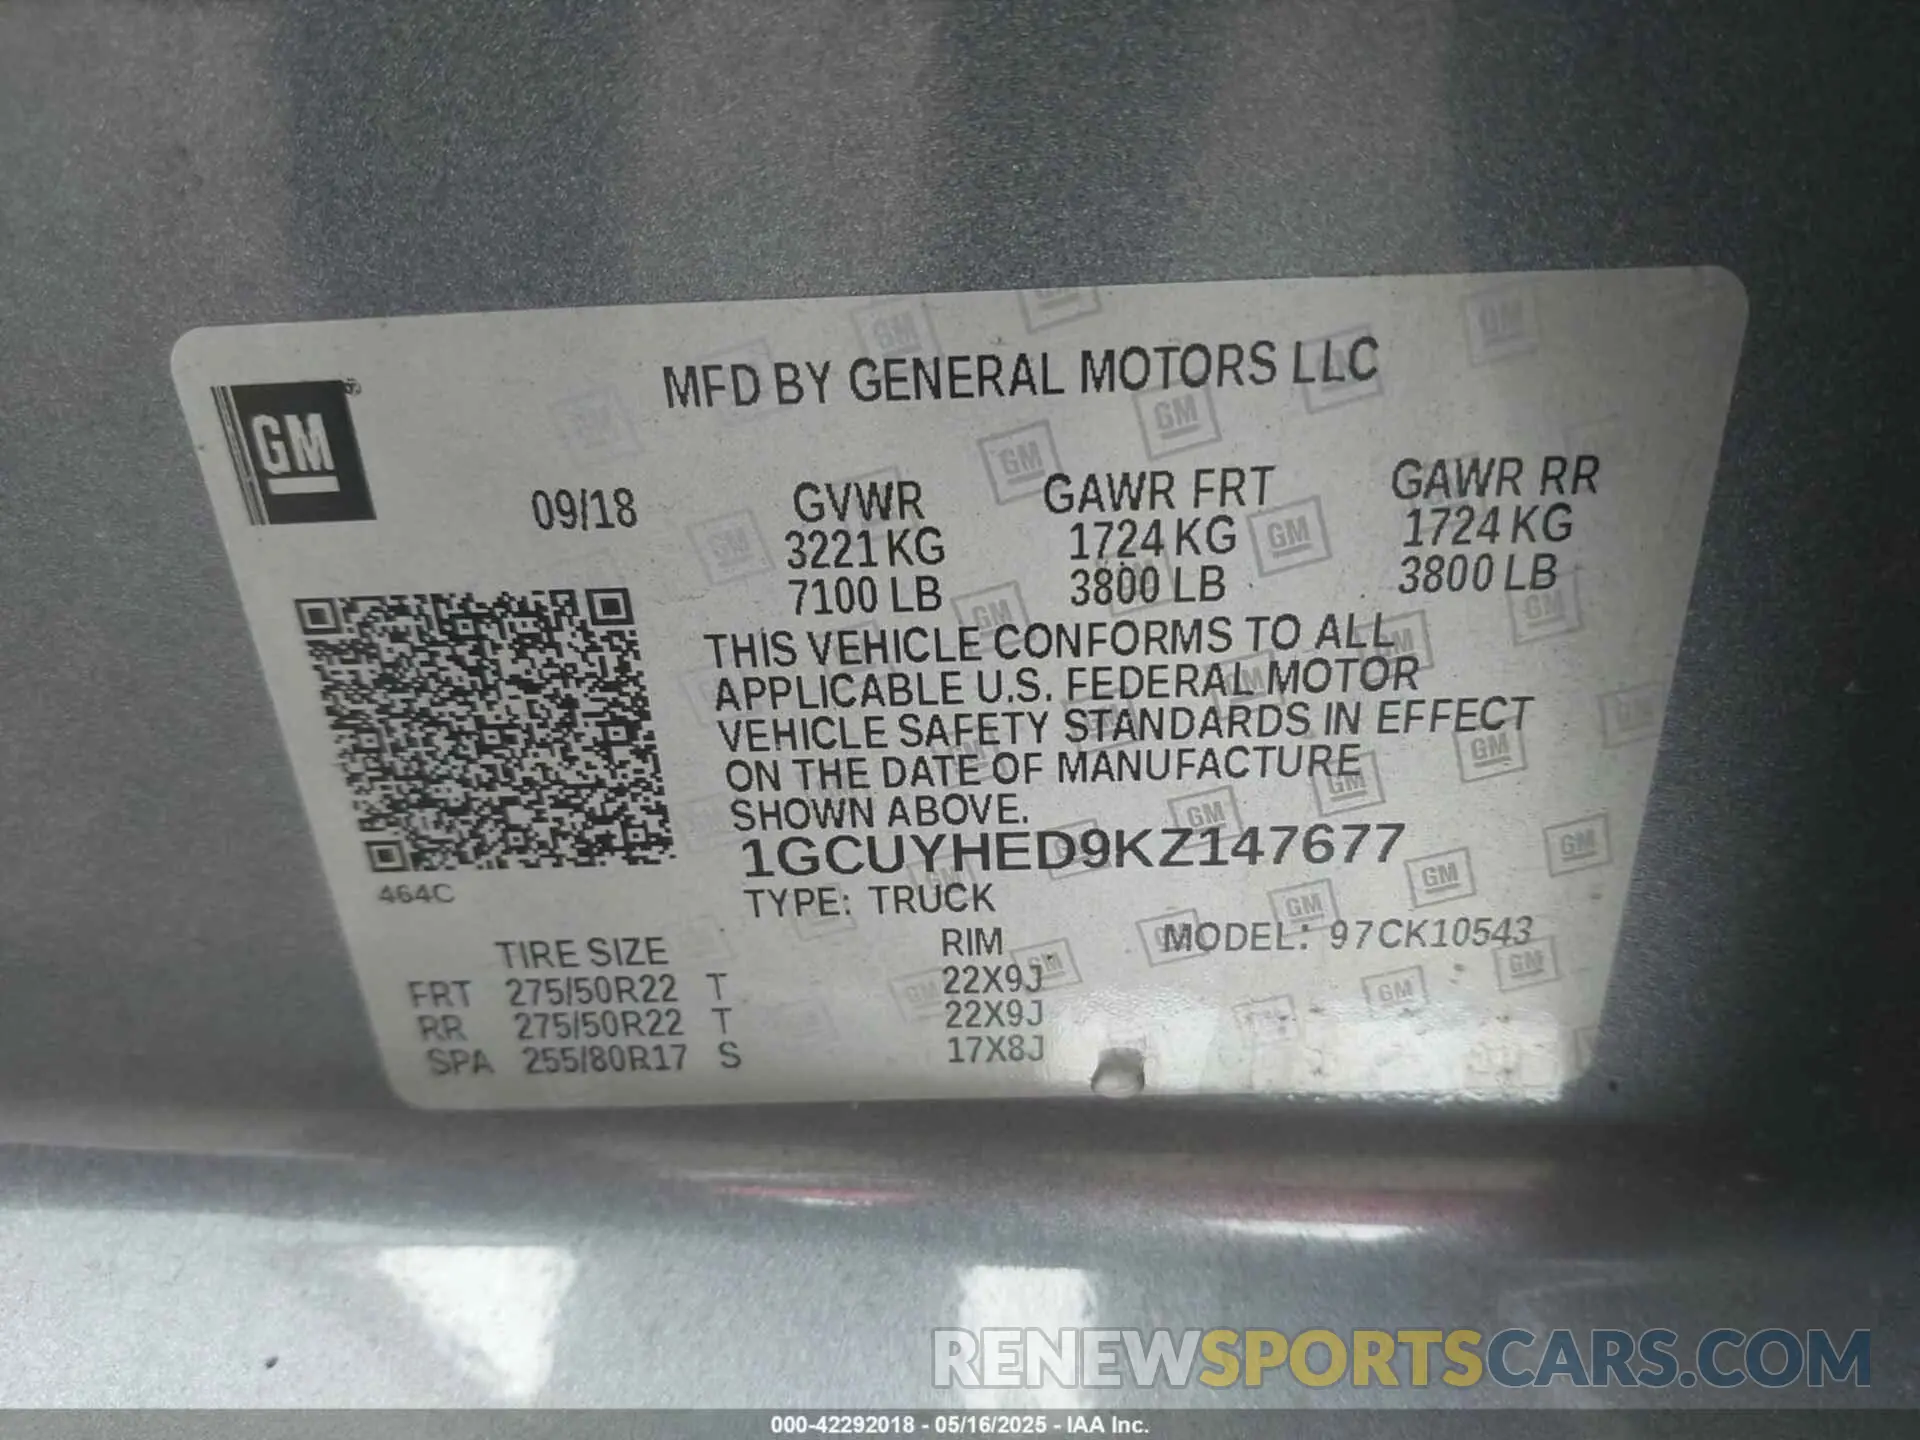 MFD BY GENERAL MOTORS LLC
GM ®
09/18 GVWR GAWR FRT GAWR RR
3221 KG 1724 KG 1724 KG
7100 LB 3800 LB 3800 LB
THIS VEHICLE CONFORMS TO ALL
APPLICABLE U.S. FEDERAL MOTOR
VEHICLE SAFETY STANDARDS IN EFFECT
ON THE DATE OF MANUFACTURE
SHOWN ABOVE.
1GCUYHED9KZ147677
464C
TYPE: TRUCK
MODEL: 97CK10543
TIRE SIZE RIM
FRT 275/50R22 T 22X9J
RR 275/50R22 T 22X9J
SPA 255/80R17 S 17X8J
RENEWSPORTSCARS.COM
000-42292018 - 05/16/2025 - IAA Inc.